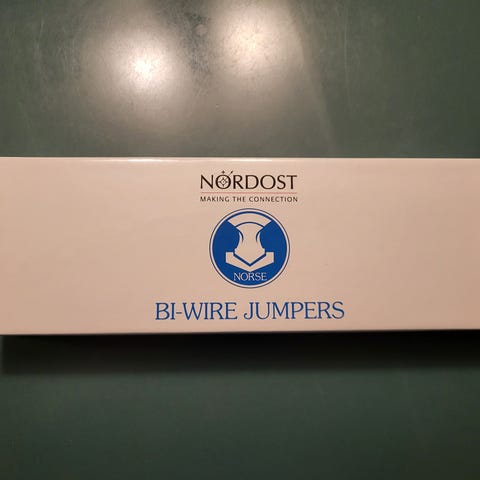 NORDOST
MAKING THE CONNECTION
NORSE
BI-WIRE JUMPERS